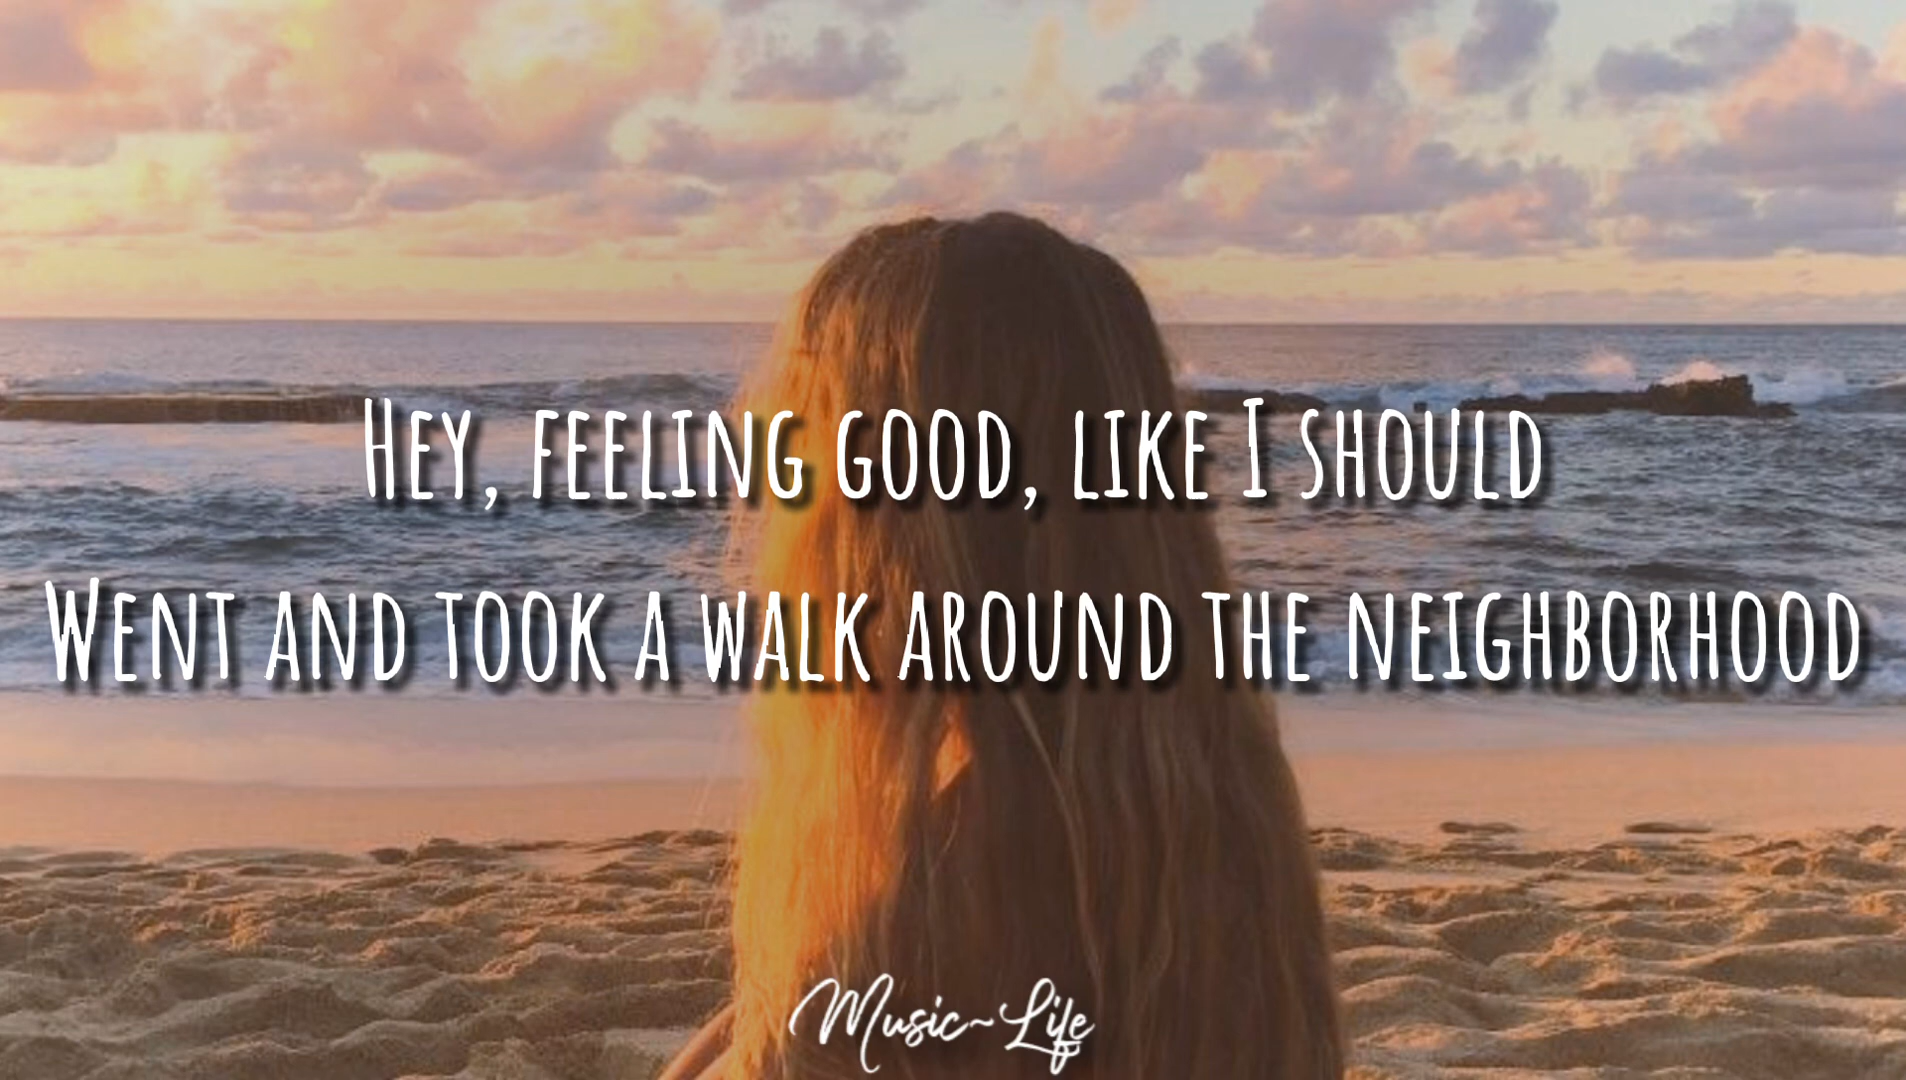 Hey, feeling good, like I should
Went and took a walk around the neighborhood
Music~Life